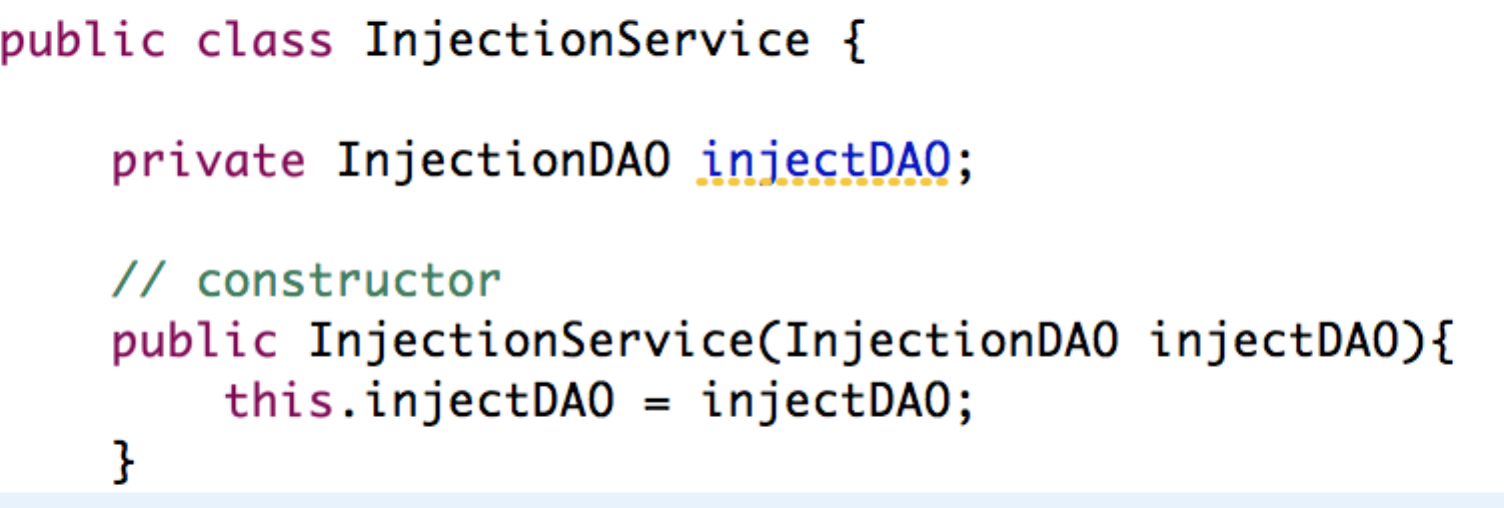 public class InjectionService {
private InjectionDAO injectDAO;
// constructor
public InjectionService(InjectionDAO injectDAO){
this.injectDAO = injectDAO;
}